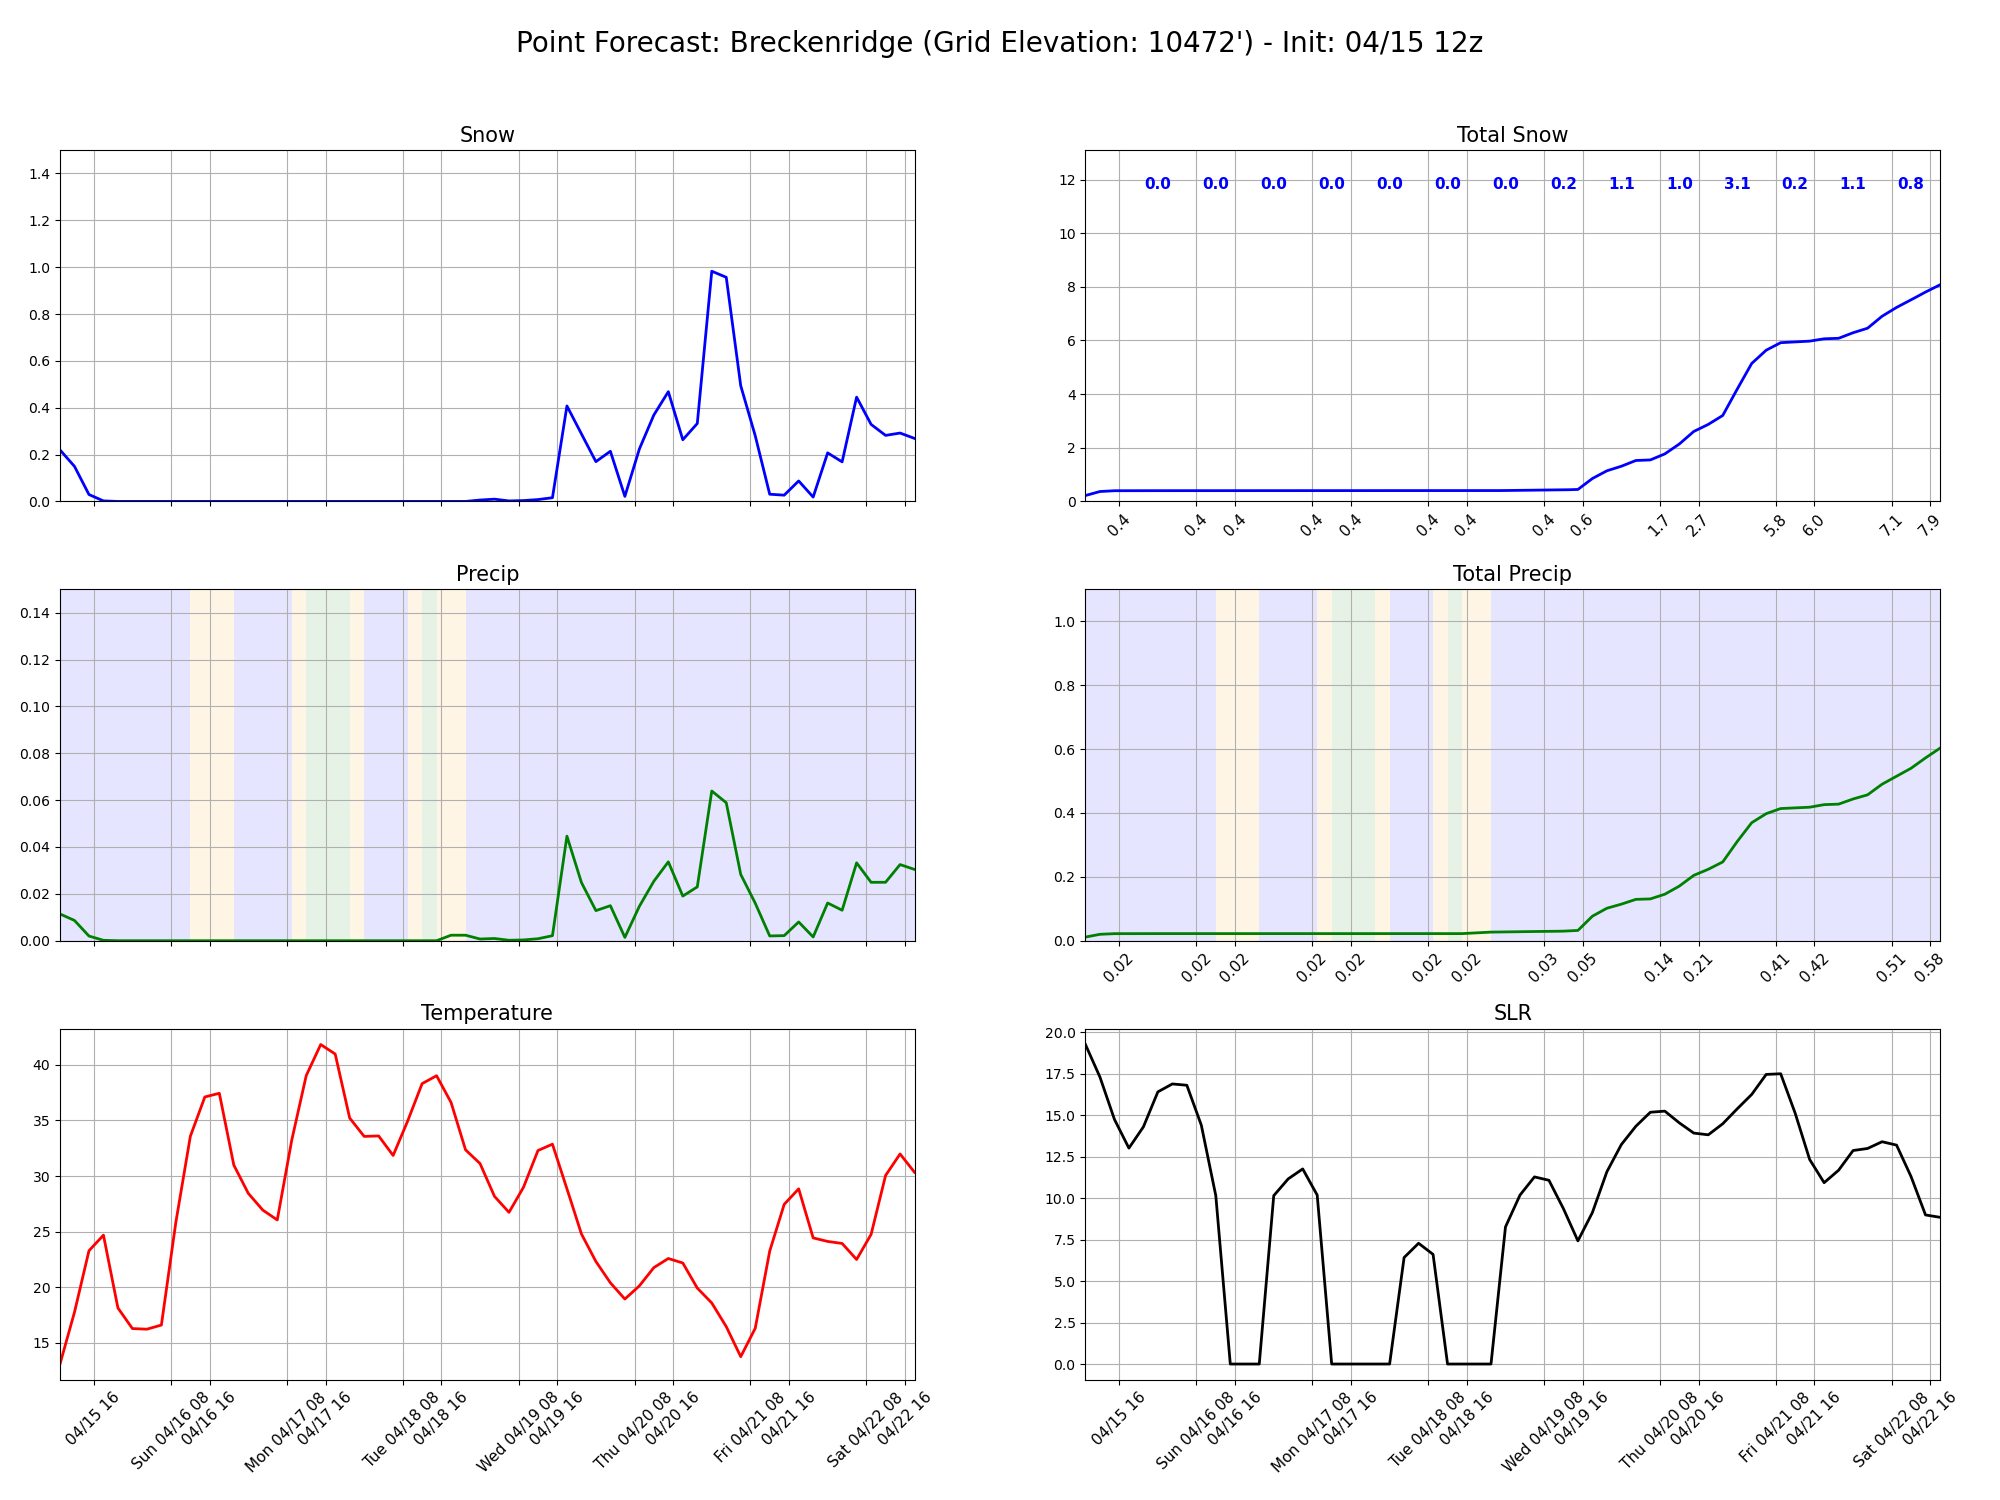 Point Forecast: Breckenridge (Grid Elevation: 10472') - Init: 04/15 12z
Snow
1.4
1.2
1.0
0.8
0.6
0.4
0.2
0.0
Total Snow
12
10
8
6
4
2
0
0.0 0.0 0.0 0.0 0.0 0.0 0.0 0.2 1.1 1.0 3.1 0.2 1.1 0.8
0.4 0.4 0.4 0.4 0.4 0.4 0.4 0.4 0.6 1.7 2.7 5.8 6.0 7.1 7.9
Precip
0.14
0.12
0.10
0.08
0.06
0.04
0.02
0.00
Total Precip
1.0
0.8
0.6
0.4
0.2
0.0
0.02 0.02 0.02 0.02 0.02 0.02 0.02 0.03 0.05 0.14 0.21 0.41 0.42 0.51 0.58
Temperature
40
35
30
25
20
15
04/15 16
Sun 04/16 08
04/16 16
Mon 04/17 08
04/17 16
Tue 04/18 08
04/18 16
Wed 04/19 08
04/19 16
Thu 04/20 08
04/20 16
Fri 04/21 08
04/21 16
Sat 04/22 08
04/22 16
SLR
20.0
17.5
15.0
12.5
10.0
7.5
5.0
2.5
0.0
04/15 16
Sun 04/16 08
04/16 16
Mon 04/17 08
04/17 16
Tue 04/18 08
04/18 16
Wed 04/19 08
04/19 16
Thu 04/20 08
04/20 16
Fri 04/21 08
04/21 16
Sat 04/22 08
04/22 16